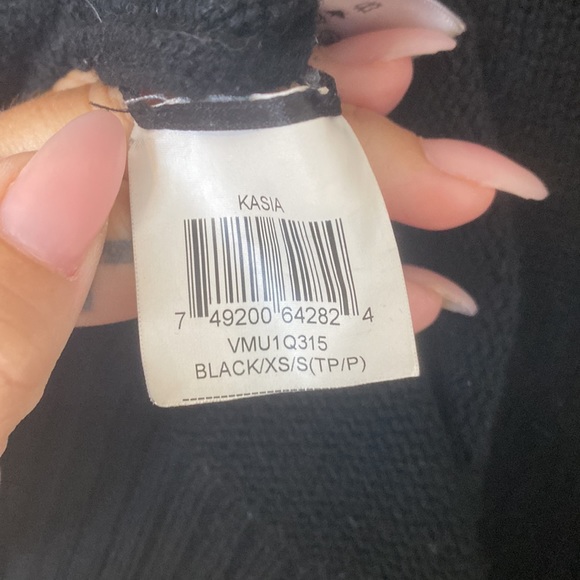 KASIA
7 49200 64282 4
VMU1Q315
BLACK/XS/S(TP/P)